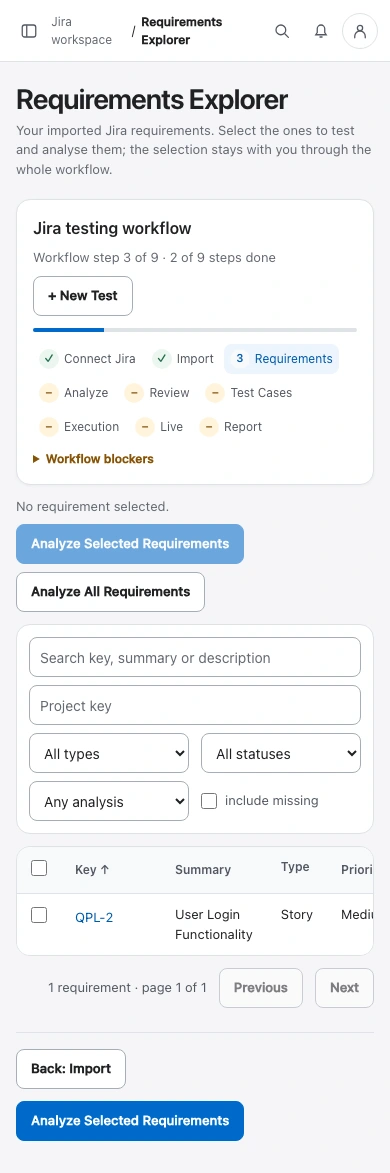 Jira workspace / Requirements Explorer
Requirements Explorer
Your imported Jira requirements. Select the ones to test
and analyse them; the selection stays with you through the
whole workflow.
Jira testing workflow
Workflow step 3 of 9 · 2 of 9 steps done
+ New Test
Connect Jira Import 3 Requirements
Analyze Review Test Cases
Execution Live Report
Workflow blockers
No requirement selected.
Analyze Selected Requirements
Analyze All Requirements
Search key, summary or description
Project key
All types All statuses
Any analysis include missing
Key ↑ Summary Type Priori
QPL-2 User Login Story Mediu
Functionality
1 requirement · page 1 of 1 Previous Next
Back: Import
Analyze Selected Requirements